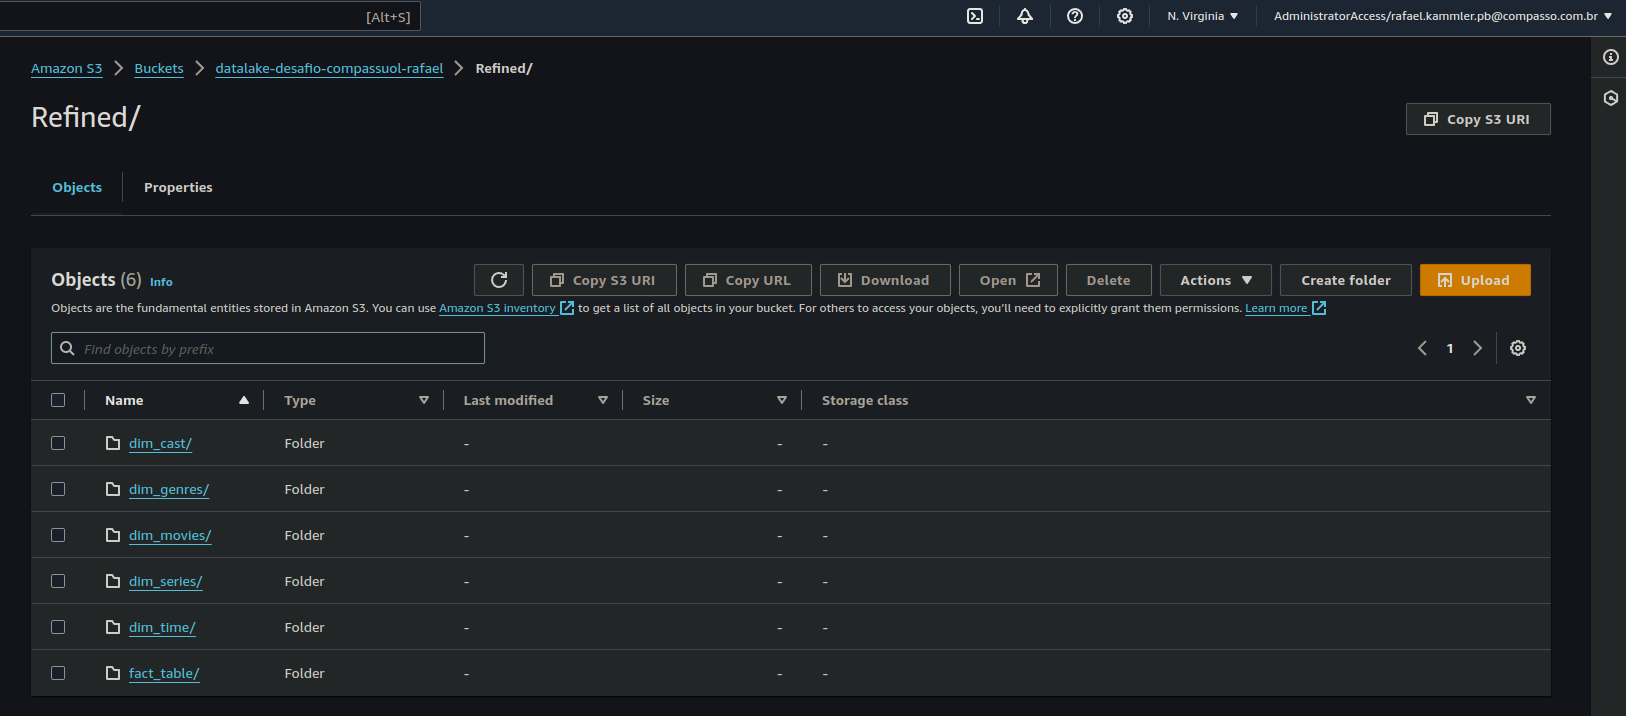 [Alt+S] N. Virginia AdministratorAccess/rafael.kammler.pb@compasso.com.br
Amazon S3 Buckets datalake-desafio-compassuol-rafael Refined/
Refined/
Copy S3 URI
Objects Properties
Objects (6) Info Copy S3 URI Copy URL Download Open Delete Actions Create folder Upload
Objects are the fundamental entities stored in Amazon S3. You can use Amazon S3 inventory to get a list of all objects in your bucket. For others to access your objects, you'll need to explicitly grant them permissions. Learn more
Find objects by prefix 1
Name Type Last modified Size Storage class
dim_cast/ Folder - - -
dim_genres/ Folder - - -
dim_movies/ Folder - - -
dim_series/ Folder - - -
dim_time/ Folder - - -
fact_table/ Folder - - -